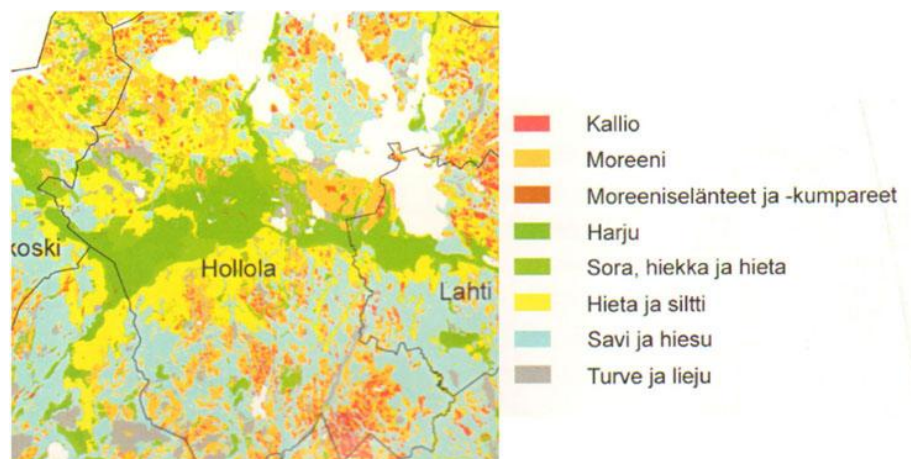 koski
Hollola
Lahti
Kallio
Moreeni
Moreeniselänteet ja -kumpareet
Harju
Sora, hiekka ja hieta
Hieta ja siltti
Savi ja hiesu
Turve ja lieju